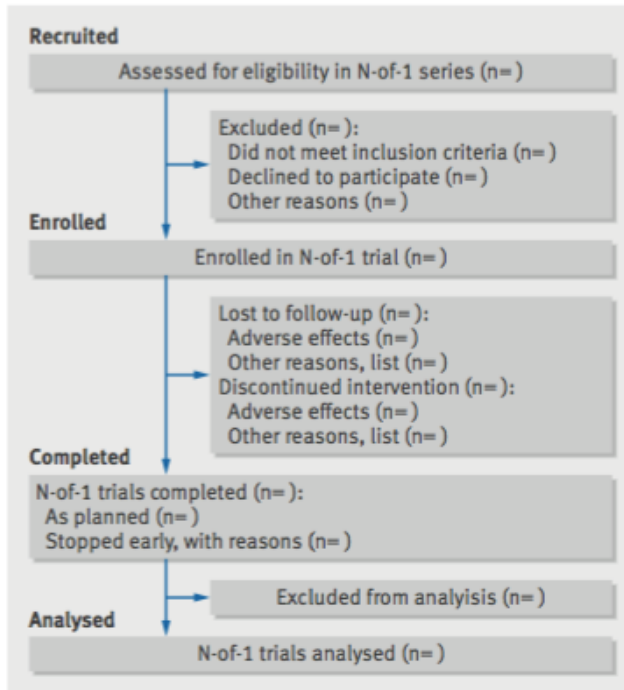 Recruited
Assessed for eligibility in N-of-1 series (n= )
Excluded (n= ):
Did not meet inclusion criteria (n= )
Declined to participate (n= )
Other reasons (n= )
Enrolled
Enrolled in N-of-1 trial (n= )
Lost to follow-up (n= ):
Adverse effects (n= )
Other reasons, list (n= )
Discontinued intervention (n= ):
Adverse effects (n= )
Other reasons, list (n= )
Completed
N-of-1 trials completed (n= ):
As planned (n= )
Stopped early, with reasons (n= )
Excluded from analyisis (n= )
Analysed
N-of-1 trials analysed (n= )